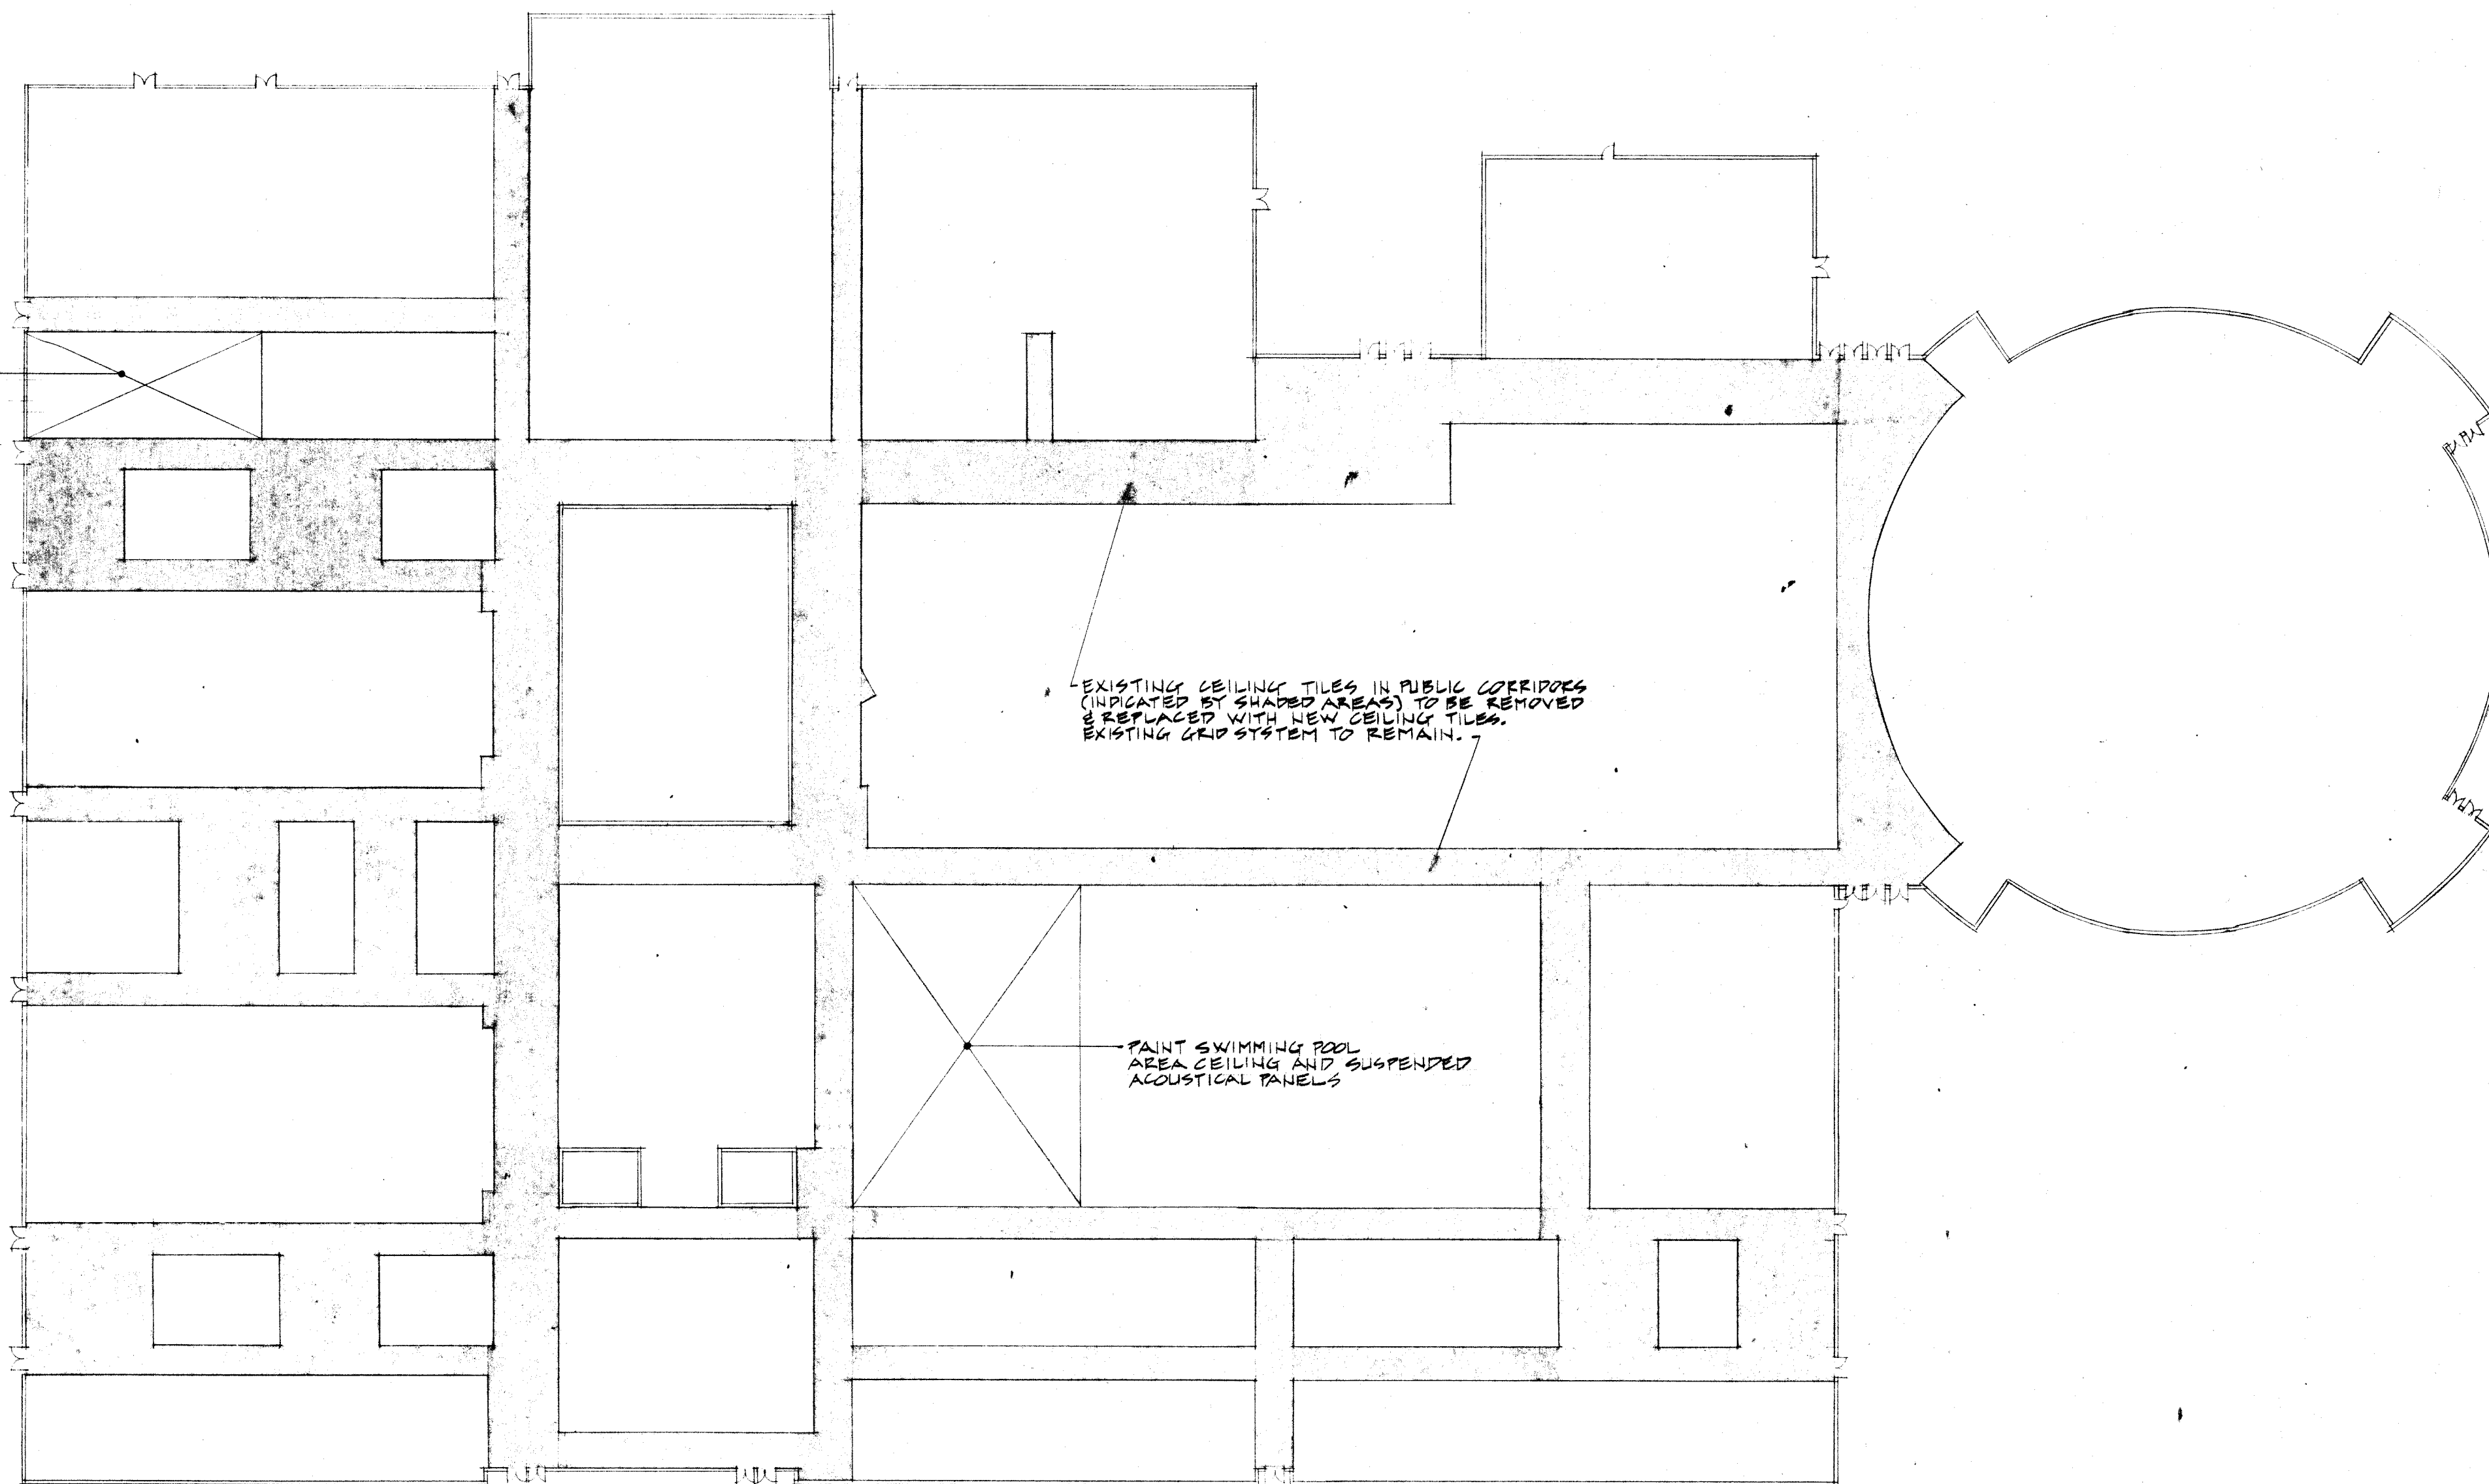 EXISTING CEILING TILES IN PUBLIC CORRIDORS
(INDICATED BY SHADED AREAS) TO BE REMOVED
& REPLACED WITH NEW CEILING TILES.
EXISTING GRID SYSTEM TO REMAIN.
PAINT SWIMMING POOL
AREA CEILING AND SUSPENDED
ACOUSTICAL PANELS